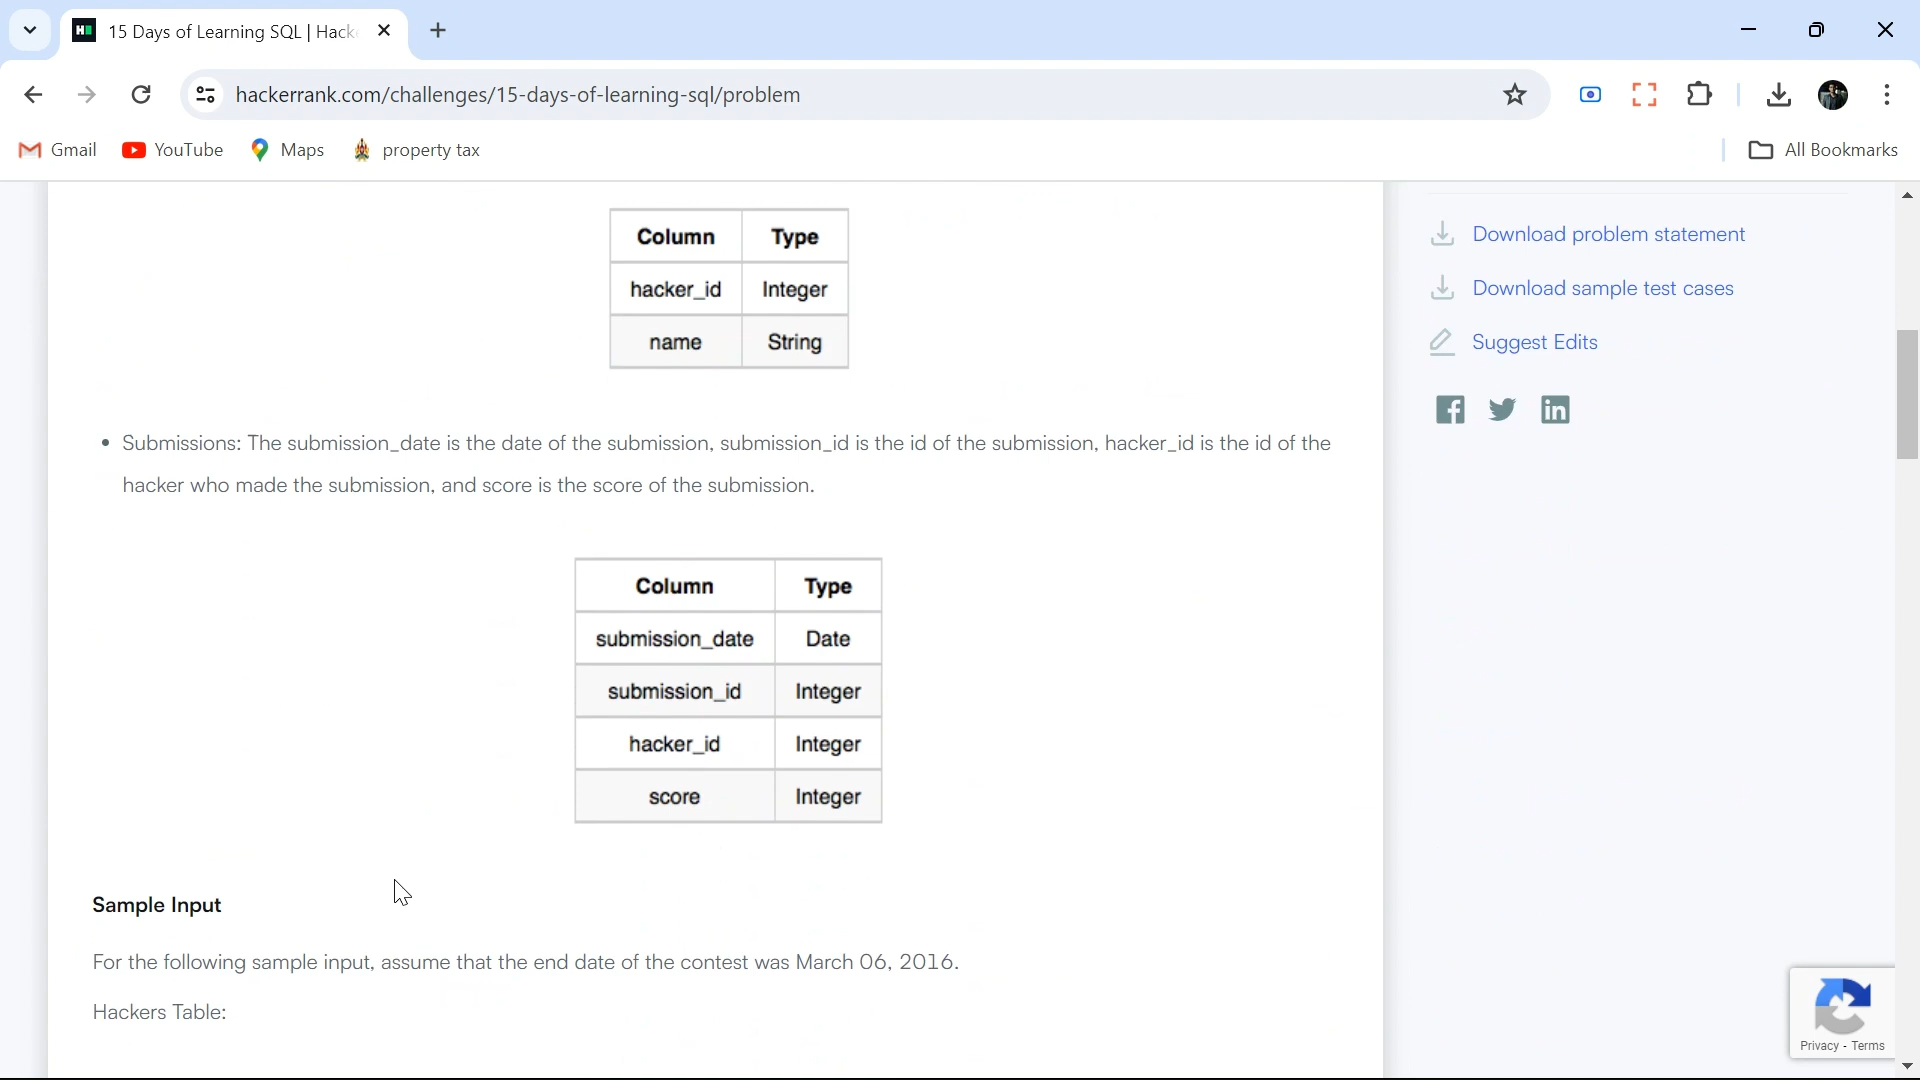 15 Days of Learning SQL | Hack
hackerrank.com/challenges/15-days-of-learning-sql/problem
Gmail YouTube Maps property tax All Bookmarks
Column Type
hacker_id Integer
name String
• Submissions: The submission_date is the date of the submission, submission_id is the id of the submission, hacker_id is the id of the
hacker who made the submission, and score is the score of the submission.
Column Type
submission_date Date
submission_id Integer
hacker_id Integer
score Integer
Sample Input
For the following sample input, assume that the end date of the contest was March 06, 2016.
Hackers Table:
Download problem statement
Download sample test cases
Suggest Edits
Privacy - Terms